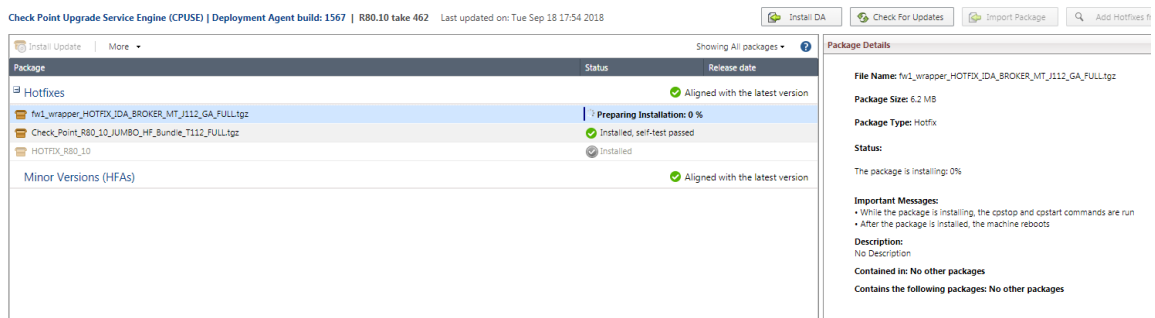 Check Point Upgrade Service Engine (CPUSE) | Deployment Agent build: 1567 | R80.10 take 462 Last updated on: Tue Sep 18 17:54 2018
Install DA Check For Updates Import Package Add Hotfixes
Install Update More Showing All packages
Package Status Release date
Hotfixes Aligned with the latest version
fw1_wrapper_HOTFIX_IDA_BROKER_MT_J112_GA_FULL.tgz Preparing Installation: 0 %
Check_Point_R80_10_JUMBO_HF_Bundle_T112_FULL.tgz Installed, self-test passed
HOTFIX_R80_10 Installed
Minor Versions (HFAs) Aligned with the latest version
Package Details
File Name: fw1_wrapper_HOTFIX_IDA_BROKER_MT_J112_GA_FULL.tgz
Package Size: 6.2 MB
Package Type: Hotfix
Status:
The package is installing: 0%
Important Messages:
• While the package is installing, the cpstop and cpstart commands are run
• After the package is installed, the machine reboots
Description:
No Description
Contained in: No other packages
Contains the following packages: No other packages